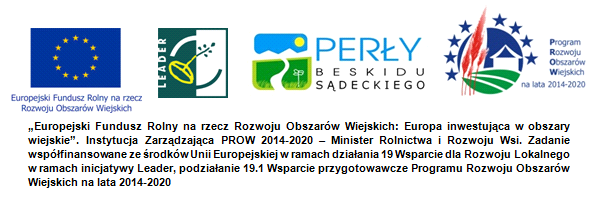 LEADER
PERŁY
BESKIDU
SĄDECKIEGO
Program
Rozwoju
Obszarów
Wiejskich
na lata 2014-2020
Europejski Fundusz Rolny na rzecz
Rozwoju Obszarów Wiejskich
„Europejski Fundusz Rolny na rzecz Rozwoju Obszarów Wiejskich: Europa inwestująca w obszary
wiejskie”. Instytucja Zarządzająca PROW 2014-2020 – Minister Rolnictwa i Rozwoju Wsi. Zadanie
współfinansowane ze środków Unii Europejskiej w ramach działania 19 Wsparcie dla Rozwoju Lokalnego
w ramach inicjatywy Leader, podziałanie 19.1 Wsparcie przygotowawcze Programu Rozwoju Obszarów
Wiejskich na lata 2014-2020